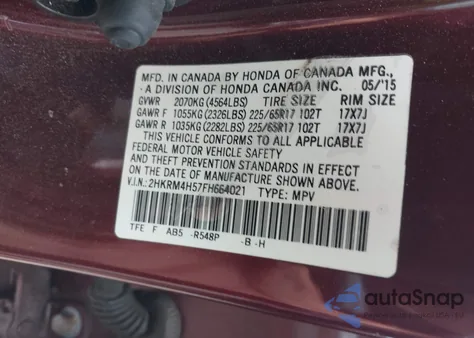 MFD. IN CANADA BY HONDA OF CANADA MFG.,
A DIVISION OF HONDA CANADA INC. 05/'15
GVWR 2070KG (4564LBS) TIRE SIZE RIM SIZE
GAWR F 1055KG (2326LBS) 225/65R17 102T 17X7J
GAWR R 1035KG (2282LBS) 225/65R17 102T 17X7J
THIS VEHICLE CONFORMS TO ALL APPLICABLE
FEDERAL MOTOR VEHICLE SAFETY
AND THEFT PREVENTION STANDARDS IN EFFECT
ON THE DATE OF MANUFACTURE SHOWN ABOVE.
V.I.N.:2HKRM4H57FH664021 TYPE: MPV
TFE F AB5 -R548P -B -H
autaSnap